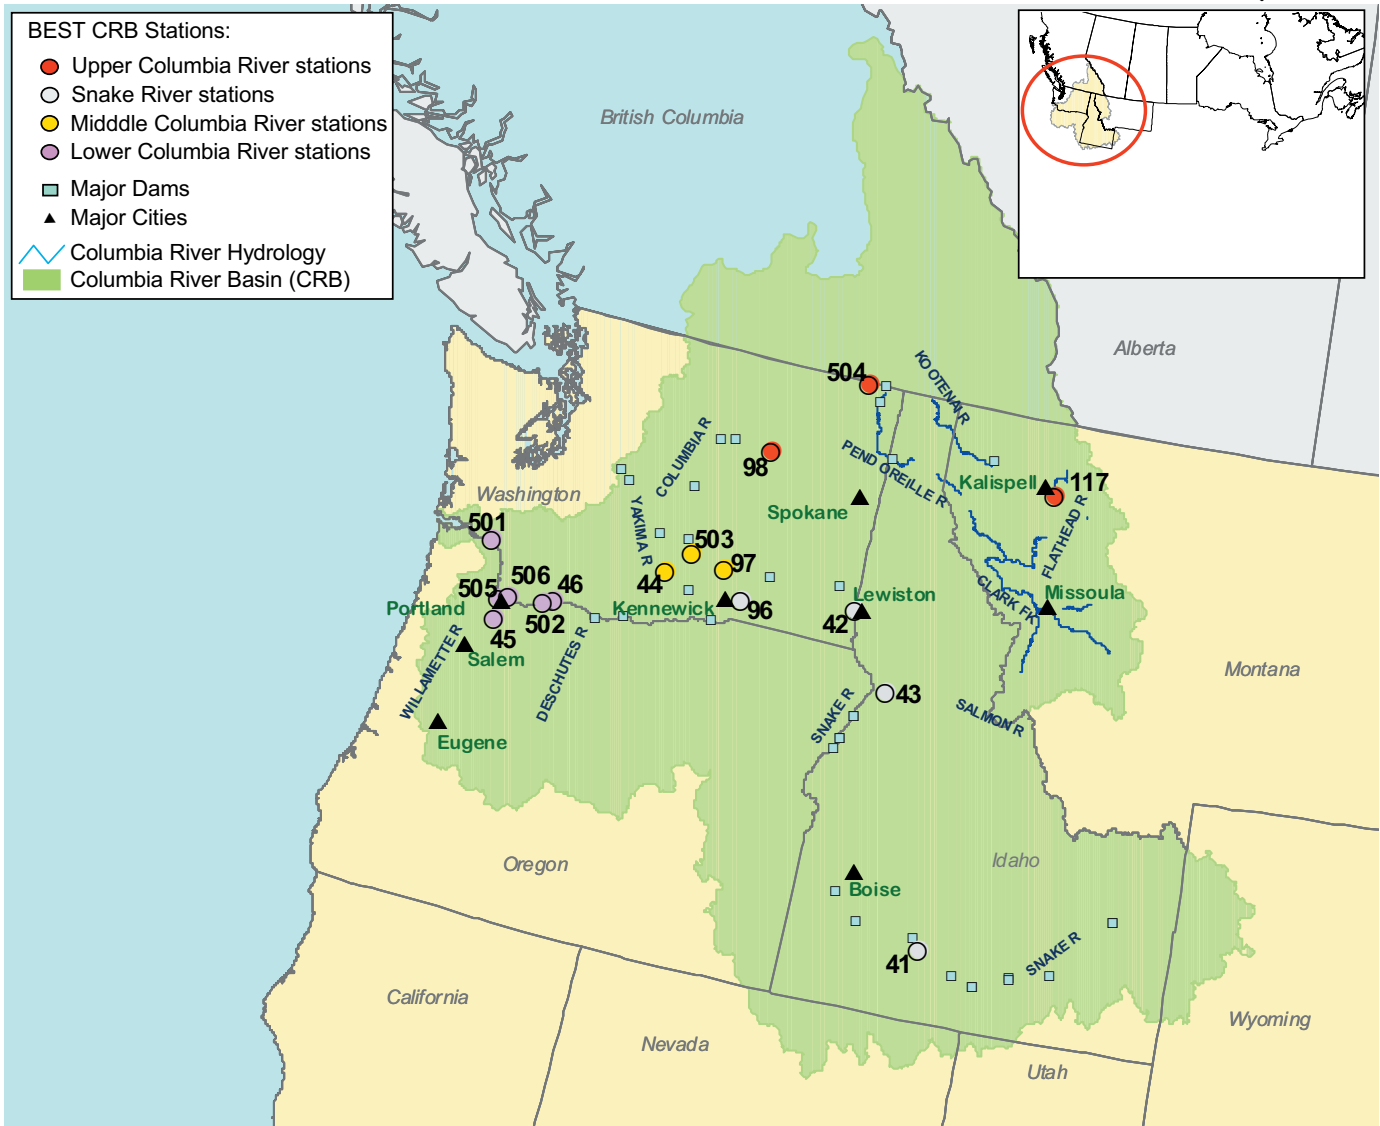 BEST CRB Stations:
Upper Columbia River stations
Snake River stations
Midddle Columbia River stations
Lower Columbia River stations
Major Dams
Major Cities
Columbia River Hydrology
Columbia River Basin (CRB)
British Columbia
Alberta
504
KOOTENAI R
COLUMBIA R
98
PEND OREILLE R
Kalispell
117
Washington
Spokane
YAKIMA R
FLATHEAD R
501
503
97
44
505
506
46
Portland
502
45
Kennewick
96
Lewiston
42
CLARK FK
Missoula
Salem
WILLAMETTE R
DESCHUTES R
Montana
43
SNAKE R
SALMON R
Eugene
Oregon
Idaho
Boise
41
SNAKE R
California
Nevada
Wyoming
Utah